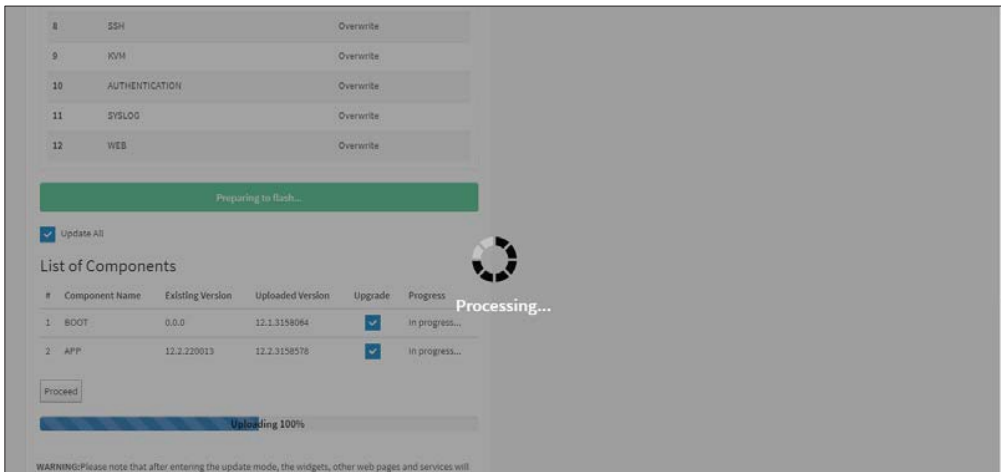 8 SSH Overwrite
9 KVM Overwrite
10 AUTHENTICATION Overwrite
11 SYSLOG Overwrite
12 WEB Overwrite
Preparing to flash...
Update All
List of Components
# Component Name Existing Version Uploaded Version Upgrade Progress
Processing...
1 BOOT 0.0.0 12.1.3158064 In progress...
2 APP 12.2.220013 12.2.3158578 In progress...
Proceed
Uploading 100%
WARNING:Please note that after entering the update mode, the widgets, other web pages and services will